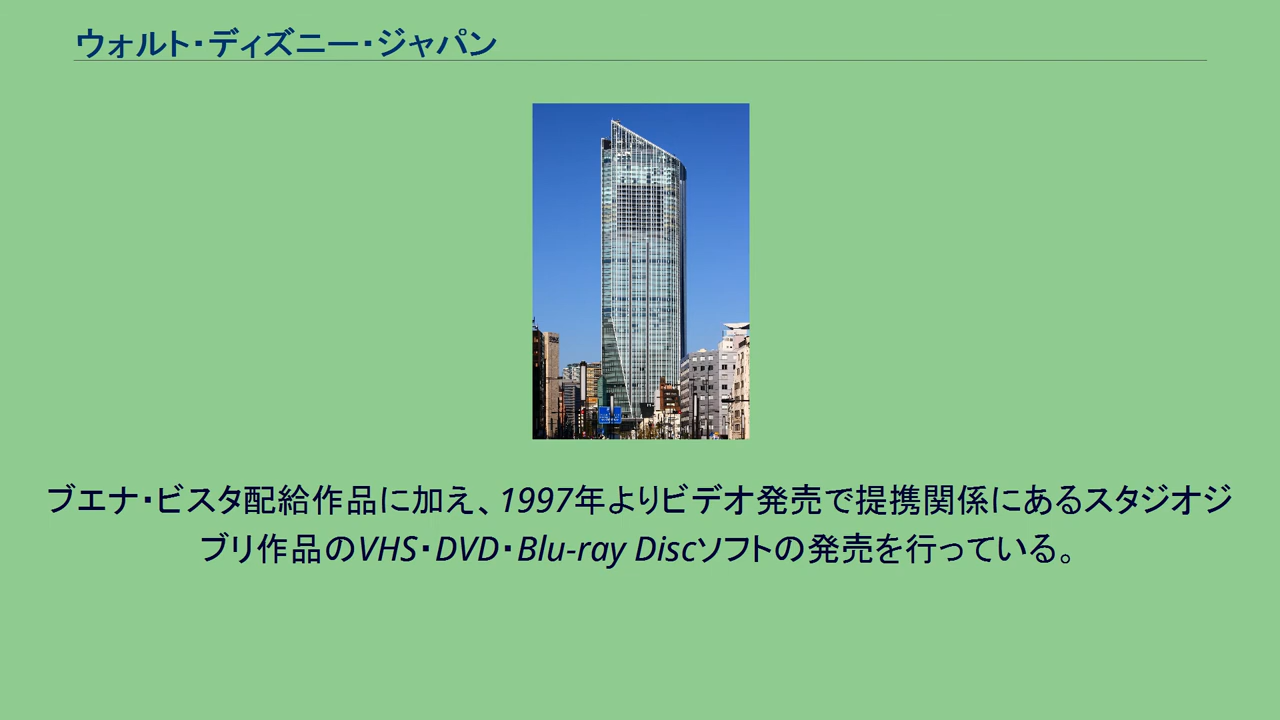 ウォルト・ディズニー・ジャパン
ブエナ・ビスタ配給作品に加え、1997年よりビデオ発売で提携関係にあるスタジオジ
ブリ作品のVHS・DVD・Blu-ray Discソフトの発売を行っている。